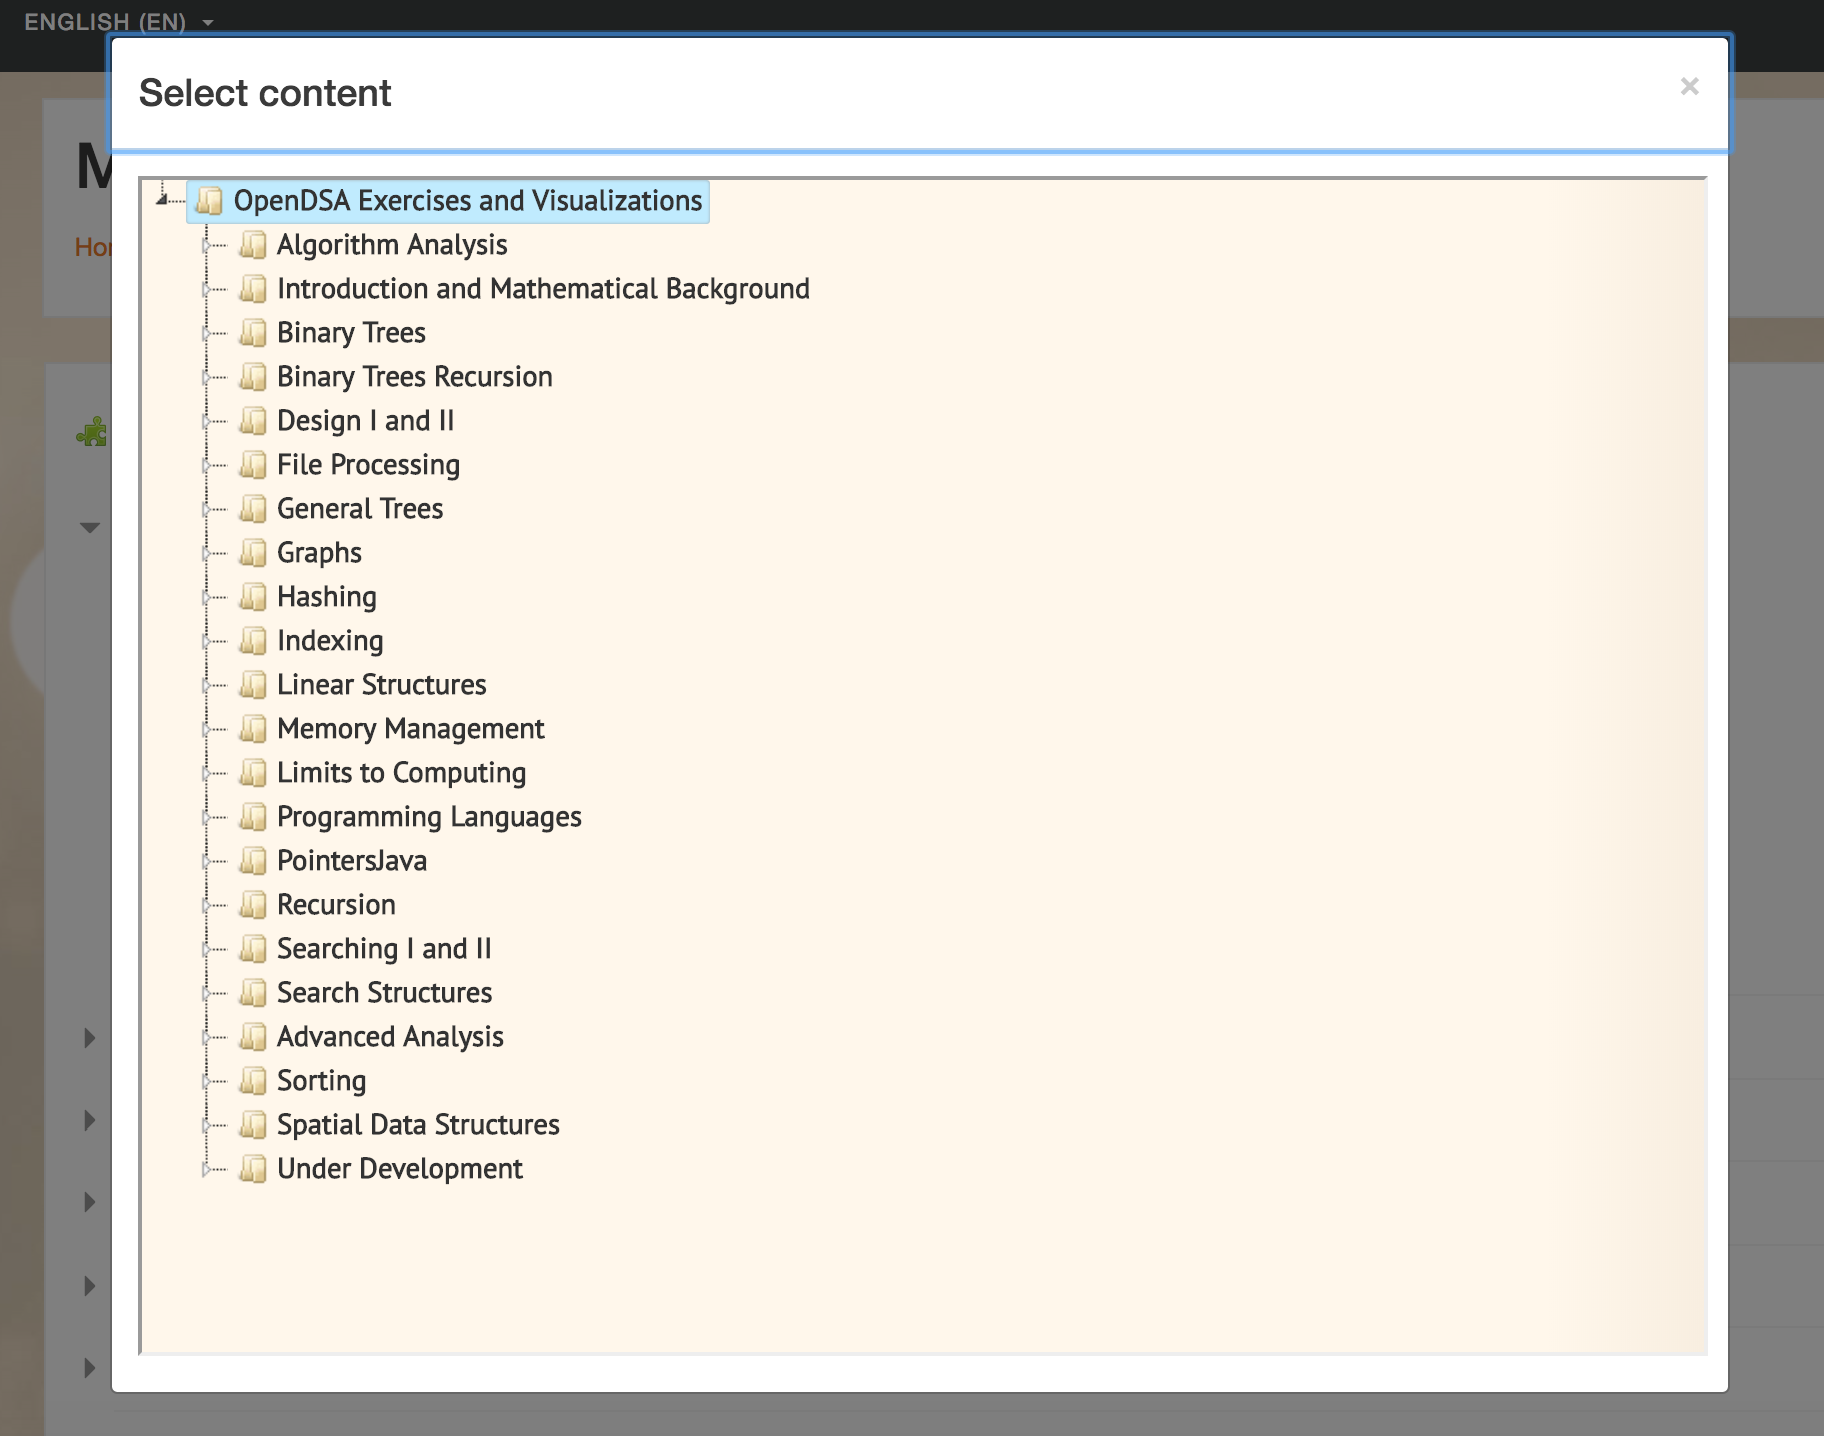 ENGLISH (EN)
Select content
OpenDSA Exercises and Visualizations
Algorithm Analysis
Introduction and Mathematical Background
Binary Trees
Binary Trees Recursion
Design I and II
File Processing
General Trees
Graphs
Hashing
Indexing
Linear Structures
Memory Management
Limits to Computing
Programming Languages
PointersJava
Recursion
Searching I and II
Search Structures
Advanced Analysis
Sorting
Spatial Data Structures
Under Development